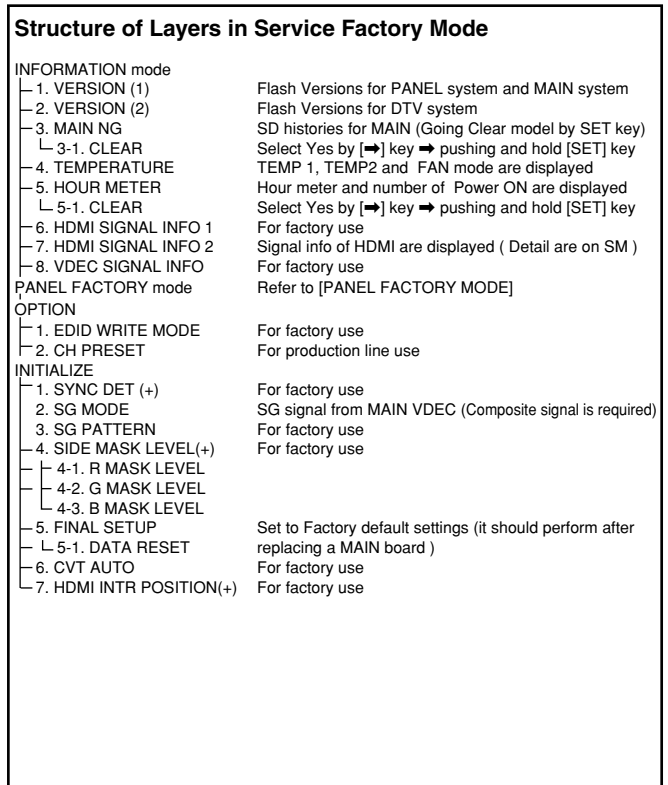 Structure of Layers in Service Factory Mode
INFORMATION mode
1. VERSION (1) Flash Versions for PANEL system and MAIN system
2. VERSION (2) Flash Versions for DTV system
3. MAIN NG SD histories for MAIN (Going Clear model by SET key)
3-1. CLEAR Select Yes by [➡] key ➡ pushing and hold [SET] key
4. TEMPERATURE TEMP 1, TEMP2 and FAN mode are displayed
5. HOUR METER Hour meter and number of Power ON are displayed
5-1. CLEAR Select Yes by [➡] key ➡ pushing and hold [SET] key
6. HDMI SIGNAL INFO 1 For factory use
7. HDMI SIGNAL INFO 2 Signal info of HDMI are displayed ( Detail are on SM )
8. VDEC SIGNAL INFO For factory use
PANEL FACTORY mode Refer to [PANEL FACTORY MODE]
OPTION
1. EDID WRITE MODE For factory use
2. CH PRESET For production line use
INITIALIZE
1. SYNC DET (+) For factory use
2. SG MODE SG signal from MAIN VDEC (Composite signal is required)
3. SG PATTERN For factory use
4. SIDE MASK LEVEL(+) For factory use
4-1. R MASK LEVEL
4-2. G MASK LEVEL
4-3. B MASK LEVEL
5. FINAL SETUP Set to Factory default settings (it should perform after
5-1. DATA RESET replacing a MAIN board )
6. CVT AUTO For factory use
7. HDMI INTR POSITION(+) For factory use